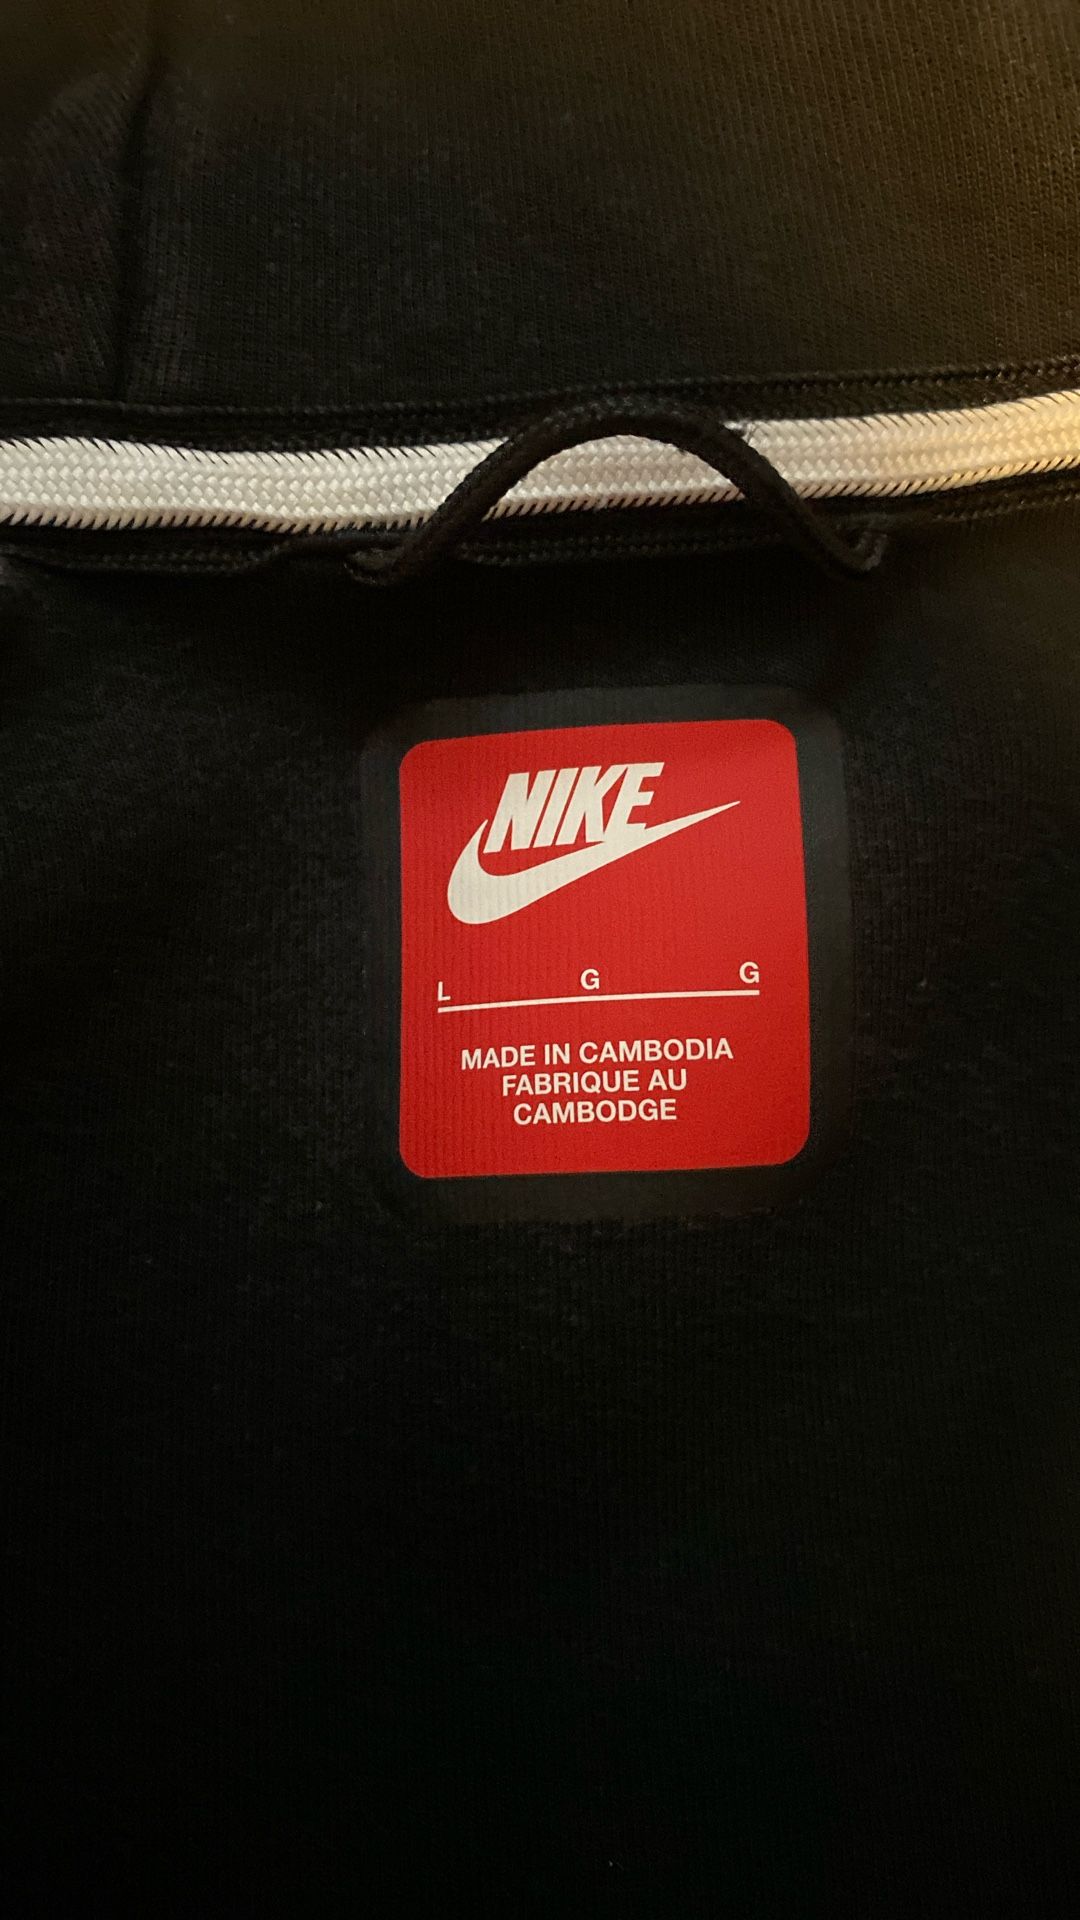 NIKE
L G G
MADE IN CAMBODIA
FABRIQUE AU
CAMBODGE